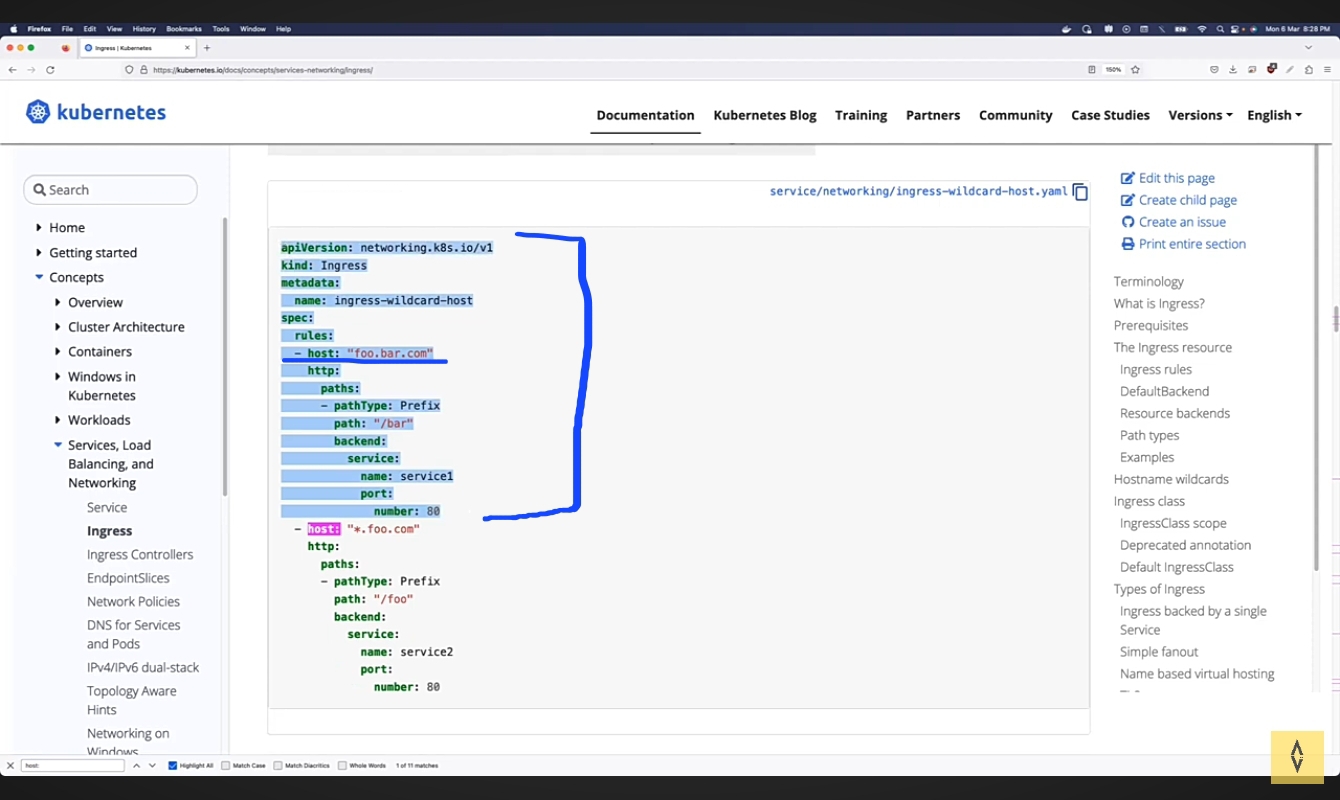 Firefox File Edit View History Bookmarks Tools Window Help Mon 6 Mar 8:28 PM
Ingress | Kubernetes
https://kubernetes.io/docs/concepts/services-networking/ingress/ 150%
kubernetes
Documentation Kubernetes Blog Training Partners Community Case Studies Versions English
Search
Home
Getting started
Concepts
Overview
Cluster Architecture
Containers
Windows in
Kubernetes
Workloads
Services, Load
Balancing, and
Networking
Service
Ingress
Ingress Controllers
EndpointSlices
Network Policies
DNS for Services
and Pods
IPv4/IPv6 dual-stack
Topology Aware
Hints
Networking on
Windows
service/networking/ingress-wildcard-host.yaml
apiVersion: networking.k8s.io/v1
kind: Ingress
metadata:
name: ingress-wildcard-host
spec:
rules:
- host: "foo.bar.com"
http:
paths:
- pathType: Prefix
path: "/bar"
backend:
service:
name: service1
port:
number: 80
- host: "*.foo.com"
http:
paths:
- pathType: Prefix
path: "/foo"
backend:
service:
name: service2
port:
number: 80
Edit this page
Create child page
Create an issue
Print entire section
Terminology
What is Ingress?
Prerequisites
The Ingress resource
Ingress rules
DefaultBackend
Resource backends
Path types
Examples
Hostname wildcards
Ingress class
IngressClass scope
Deprecated annotation
Default IngressClass
Types of Ingress
Ingress backed by a single
Service
Simple fanout
Name based virtual hosting
host: Highlight All Match Case Match Diacritics Whole Words 1 of 11 matches